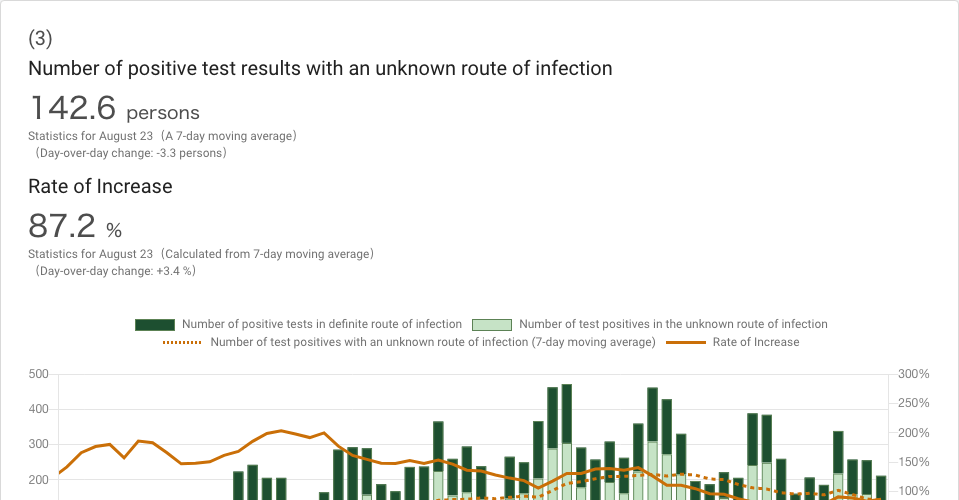 (3)
Number of positive test results with an unknown route of infection
142.6 persons
Statistics for August 23（A 7-day moving average）
（Day-over-day change: -3.3 persons）
Rate of Increase
87.2 %
Statistics for August 23（Calculated from 7-day moving average）
（Day-over-day change: +3.4 %）
Number of positive tests in definite route of infection Number of test positives in the unknown route of infection
Number of test positives with an unknown route of infection (7-day moving average) Rate of Increase
500 300%
250%
400
200%
300
150%
200
100%